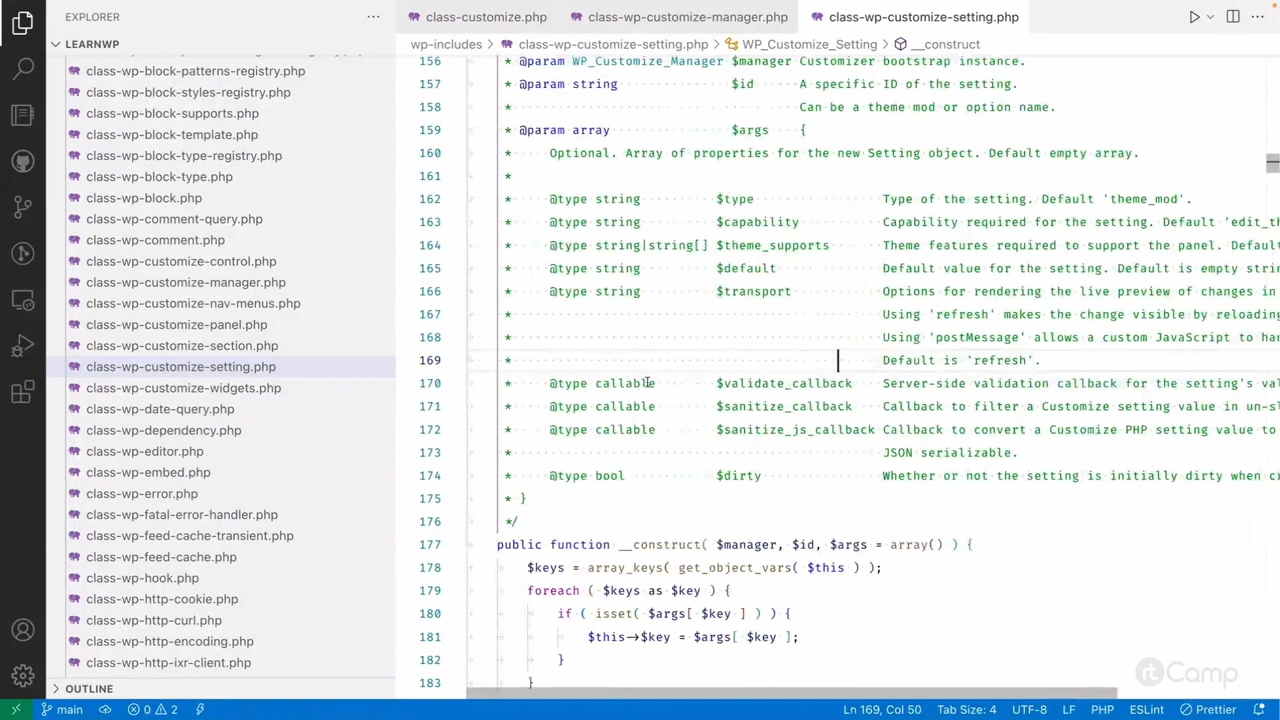 EXPLORER
class-customize.php
class-wp-customize-manager.php
class-wp-customize-setting.php
LEARNWP
wp-includes > class-wp-customize-setting.php > WP_Customize_Setting > __construct
class-wp-block-patterns-registry.php
class-wp-block-styles-registry.php
class-wp-block-supports.php
class-wp-block-template.php
class-wp-block-type-registry.php
class-wp-block-type.php
class-wp-block.php
class-wp-comment-query.php
class-wp-comment.php
class-wp-customize-control.php
class-wp-customize-manager.php
class-wp-customize-nav-menus.php
class-wp-customize-panel.php
class-wp-customize-section.php
class-wp-customize-setting.php
class-wp-customize-widgets.php
class-wp-date-query.php
class-wp-dependency.php
class-wp-editor.php
class-wp-embed.php
class-wp-error.php
class-wp-fatal-error-handler.php
class-wp-feed-cache-transient.php
class-wp-feed-cache.php
class-wp-hook.php
class-wp-http-cookie.php
class-wp-http-curl.php
class-wp-http-encoding.php
class-wp-http-ixr-client.php
OUTLINE
156 * @param WP_Customize_Manager $manager Customizer bootstrap instance.
157 * @param string $id A specific ID of the setting.
158 * Can be a theme mod or option name.
159 * @param array $args {
160 * Optional. Array of properties for the new Setting object. Default empty array.
161 *
162 * @type string $type Type of the setting. Default 'theme_mod'.
163 * @type string $capability Capability required for the setting. Default 'edit_th
164 * @type string|string[] $theme_supports Theme features required to support the panel. Defau
165 * @type string $default Default value for the setting. Default is empty strin
166 * @type string $transport Options for rendering the live preview of changes in
167 * Using 'refresh' makes the change visible by reloading
168 * Using 'postMessage' allows a custom JavaScript to han
169 * Default is 'refresh'.
170 * @type callable $validate_callback Server-side validation callback for the setting's va
171 * @type callable $sanitize_callback Callback to filter a Customize setting value in un-sl
172 * @type callable $sanitize_js_callback Callback to convert a Customize PHP setting value to
173 * JSON serializable.
174 * @type bool $dirty Whether or not the setting is initially dirty when c
175 * }
176 */
177 public function __construct( $manager, $id, $args = array() ) {
178 $keys = array_keys( get_object_vars( $this ) );
179 foreach ( $keys as $key ) {
180 if ( isset( $args[ $key ] ) ) {
181 $this->$key = $args[ $key ];
182 }
183 }
rtCamp
main
0 2
Ln 169, Col 50
Tab Size: 4
UTF-8
LF
PHP
ESLint
Prettier